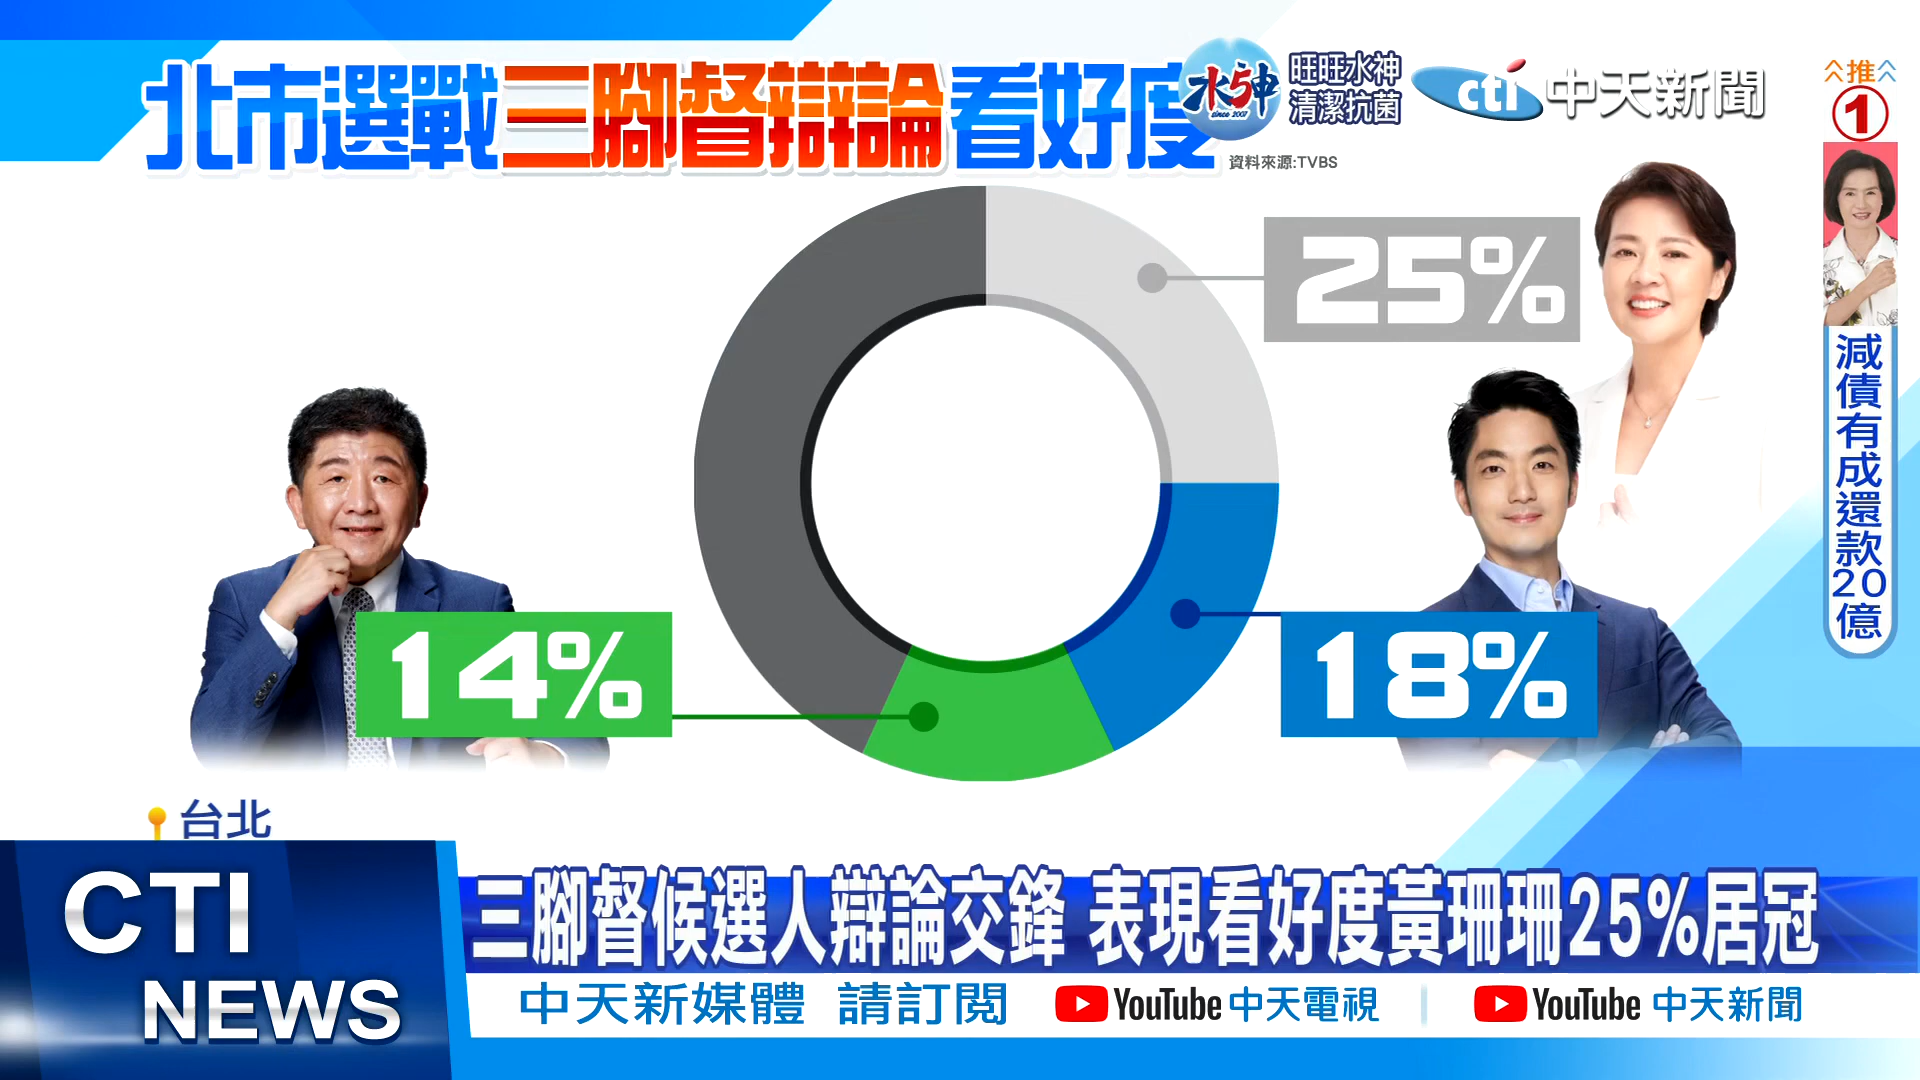 北市選戰三腳督辯論看好度
水神
since 2007
旺旺水神
清潔抗菌
cti 中天新聞
資料來源:TVBS
推
1
減債有成還款20億
25%
18%
14%
台北
CTI
NEWS
三腳督候選人辯論交鋒 表現看好度黃珊珊25%居冠
中天新媒體 請訂閱 YouTube 中天電視 | YouTube 中天新聞